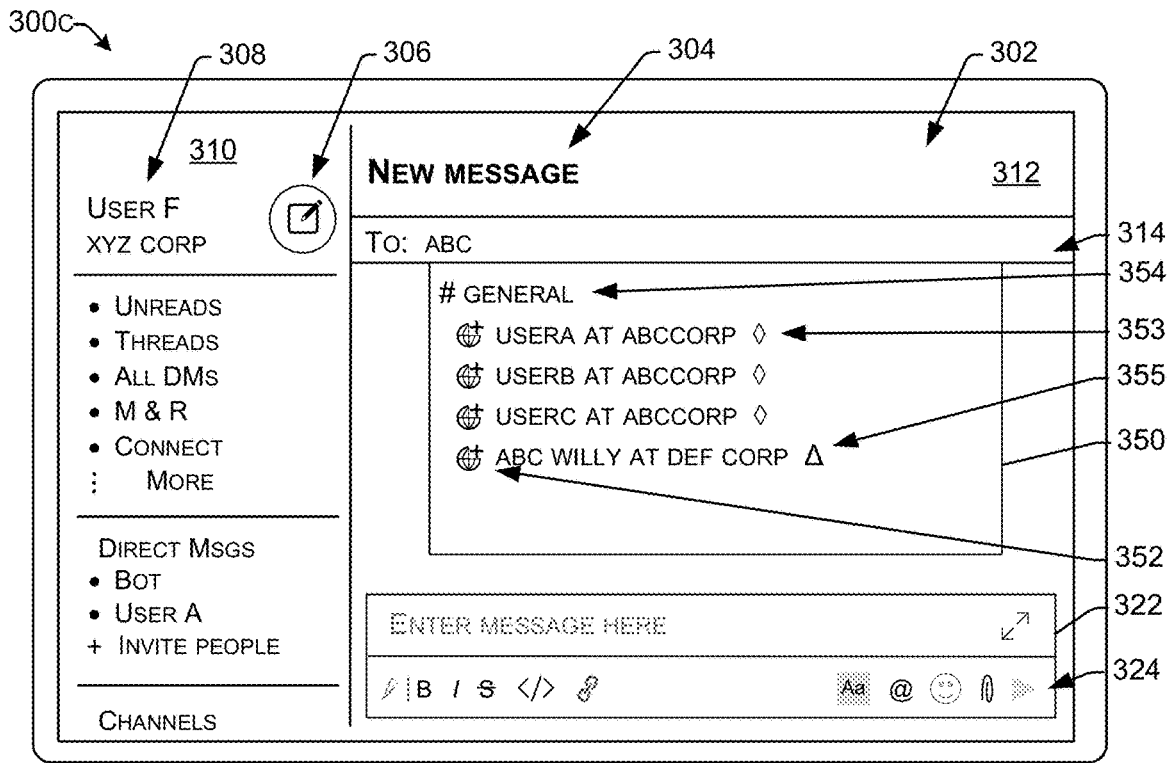 300C
308
306
304
302
310
USER F
XYZ CORP
NEW MESSAGE
312
TO: ABC
314
# GENERAL
354
USERA AT ABCCORP ◊
353
USERB AT ABCCORP ◊
USERC AT ABCCORP ◊
ABC WILLY AT DEF CORP Δ
355
350
352
• UNREADS
• THREADS
• ALL DMS
• M & R
• CONNECT
⋮ MORE
DIRECT MSGS
• BOT
• USER A
+ INVITE PEOPLE
CHANNELS
ENTER MESSAGE HERE
322
B I S </> Aa @
324